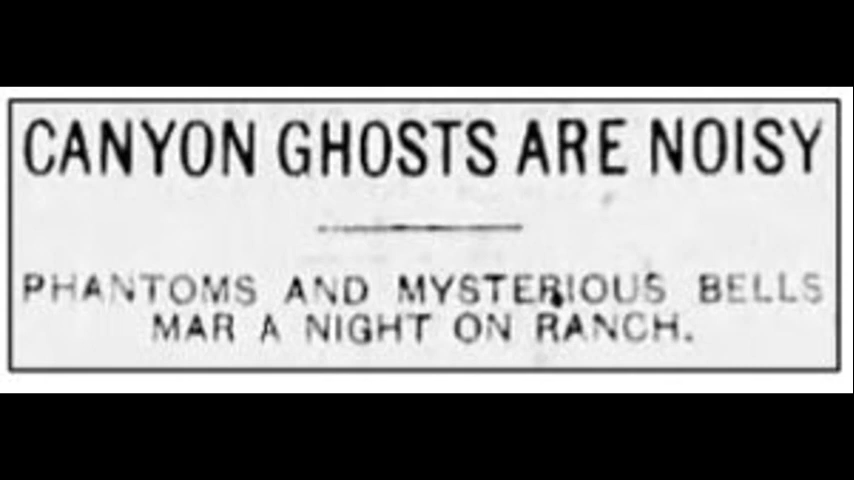 CANYON GHOSTS ARE NOISY
PHANTOMS AND MYSTERIOUS BELLS
MAR A NIGHT ON RANCH.